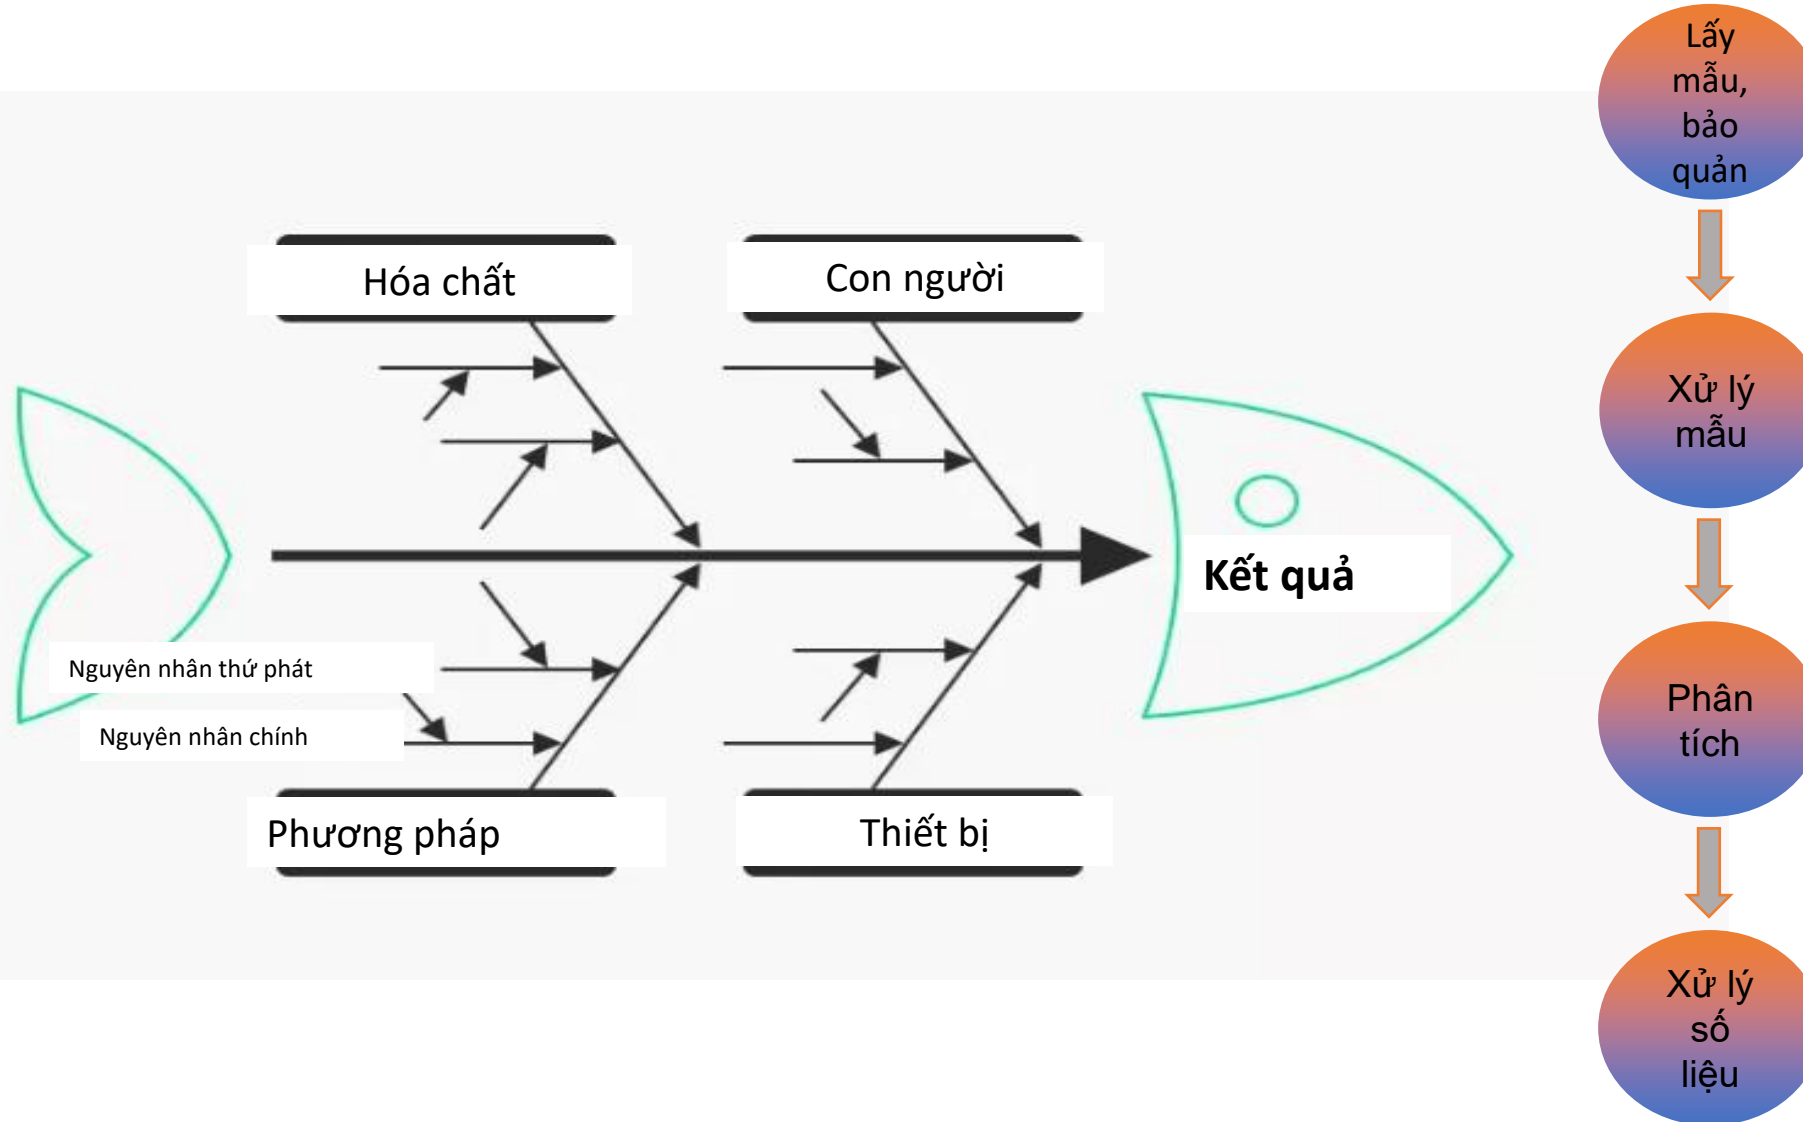 Hóa chất
Con người
Kết quả
Nguyên nhân thứ phát
Nguyên nhân chính
Phương pháp
Thiết bị
Lấy
mẫu,
bảo
quản
Xử lý
mẫu
Phân
tích
Xử lý
số
liệu